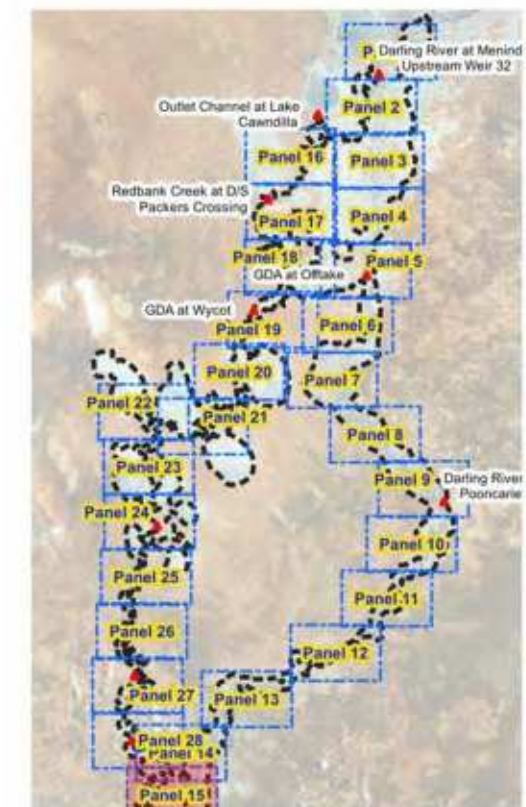 Darling River at Menind
Upstream Weir 32
Panel 2
Outlet Channel at Lake
Cawndilla
Panel 16
Panel 3
Redbank Creek at D/S
Packers Crossing
Panel 17
Panel 4
Panel 18
Panel 5
GDA at Offtake
GDA at Wycot
Panel 19
Panel 6
Panel 20
Panel 7
Panel 22
Panel 21
Panel 8
Panel 23
Panel 9
Darling River
Pooncarie
Panel 24
Panel 10
Panel 25
Panel 11
Panel 26
Panel 12
Panel 27
Panel 13
Panel 28
Panel 14
Panel 15